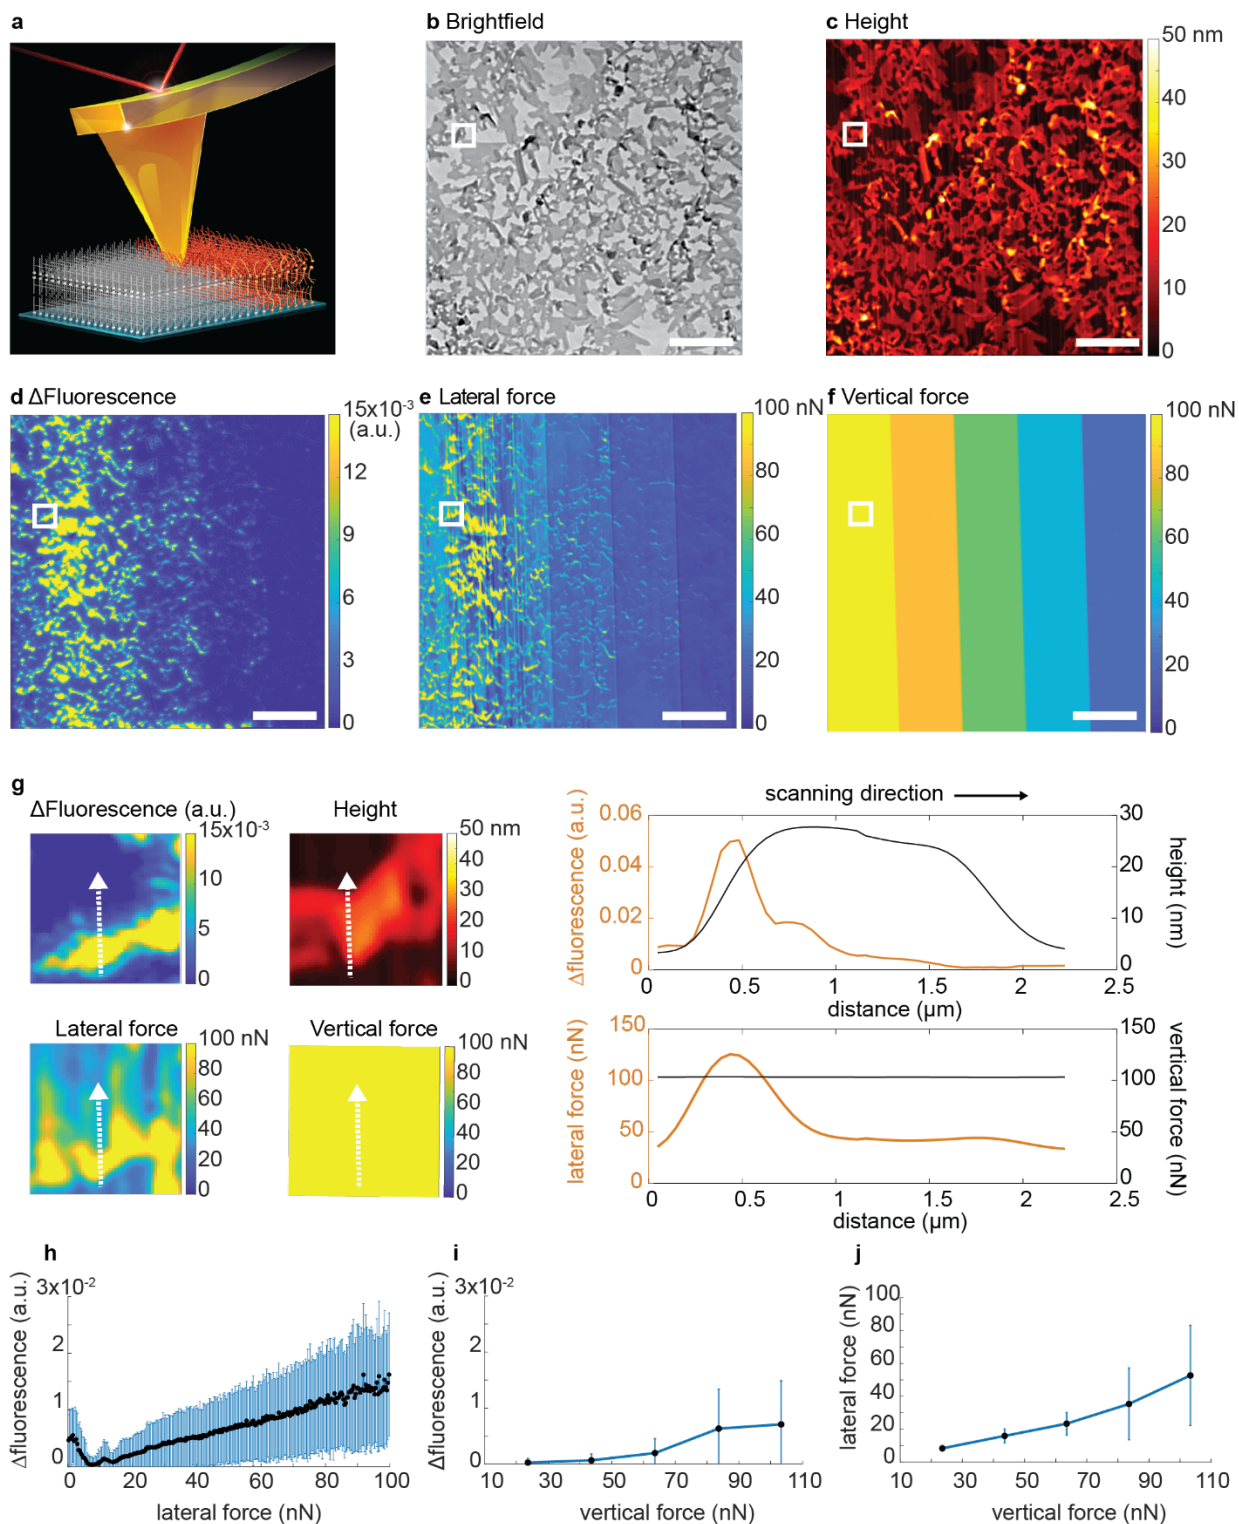 a
b Brightfield
c Height
50 nm
40
30
20
10
0
d ΔFluorescence
15x10⁻³
(a.u.)
12
9
6
3
0
e Lateral force
100 nN
80
60
40
20
0
f Vertical force
100 nN
80
60
40
20
0
g
ΔFluorescence (a.u.)
15x10⁻³
10
5
0
Height
50 nm
40
30
20
10
0
Lateral force
100 nN
80
60
40
20
0
Vertical force
100 nN
80
60
40
20
0
scanning direction
Δfluorescence (a.u.)
0.06
0.04
0.02
0
30
20
10
0
height (nm)
0 0.5 1 1.5 2 2.5
distance (µm)
lateral force (nN)
150
100
50
0
150
100
50
0
vertical force (nN)
0 0.5 1 1.5 2 2.5
distance (µm)
h
Δfluorescence (a.u.)
3x10⁻²
2
1
0
0 20 40 60 80 100
lateral force (nN)
i
Δfluorescence (a.u.)
3x10⁻²
2
1
0
10 30 50 70 90 110
vertical force (nN)
j
lateral force (nN)
100
80
60
40
20
0
10 30 50 70 90 110
vertical force (nN)